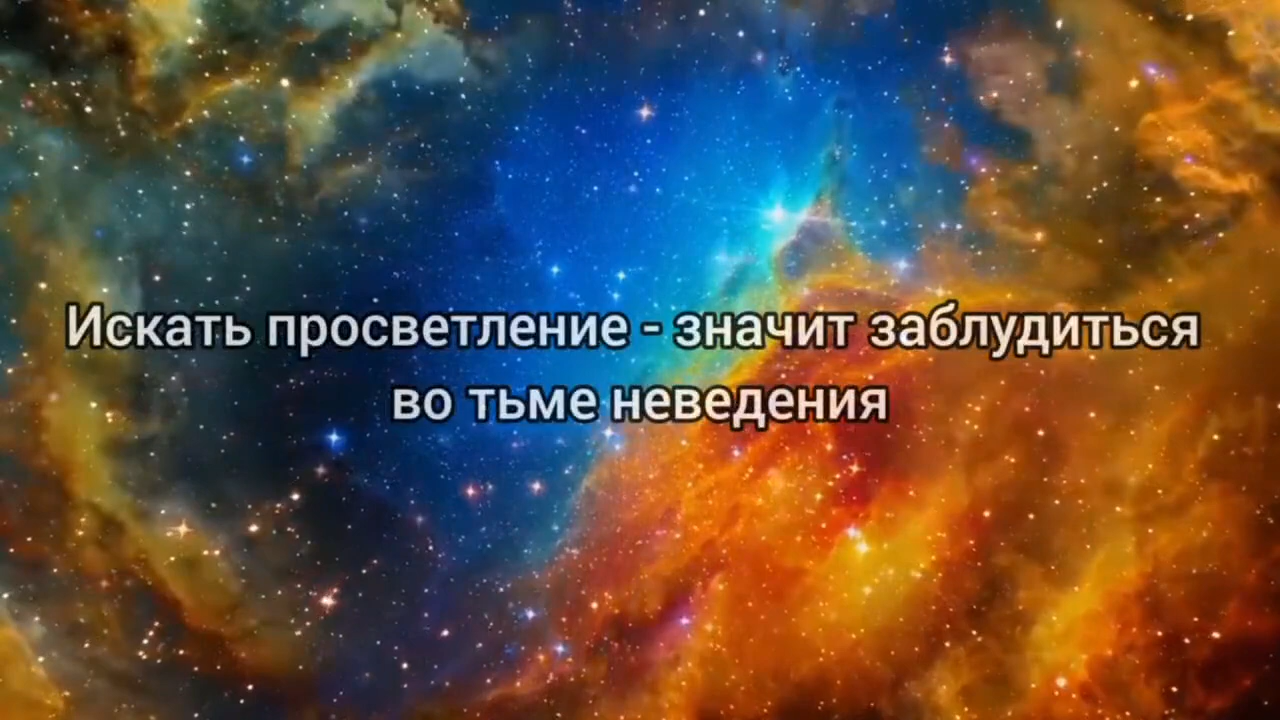 Искать просветление - значит заблудиться
во тьме неведения